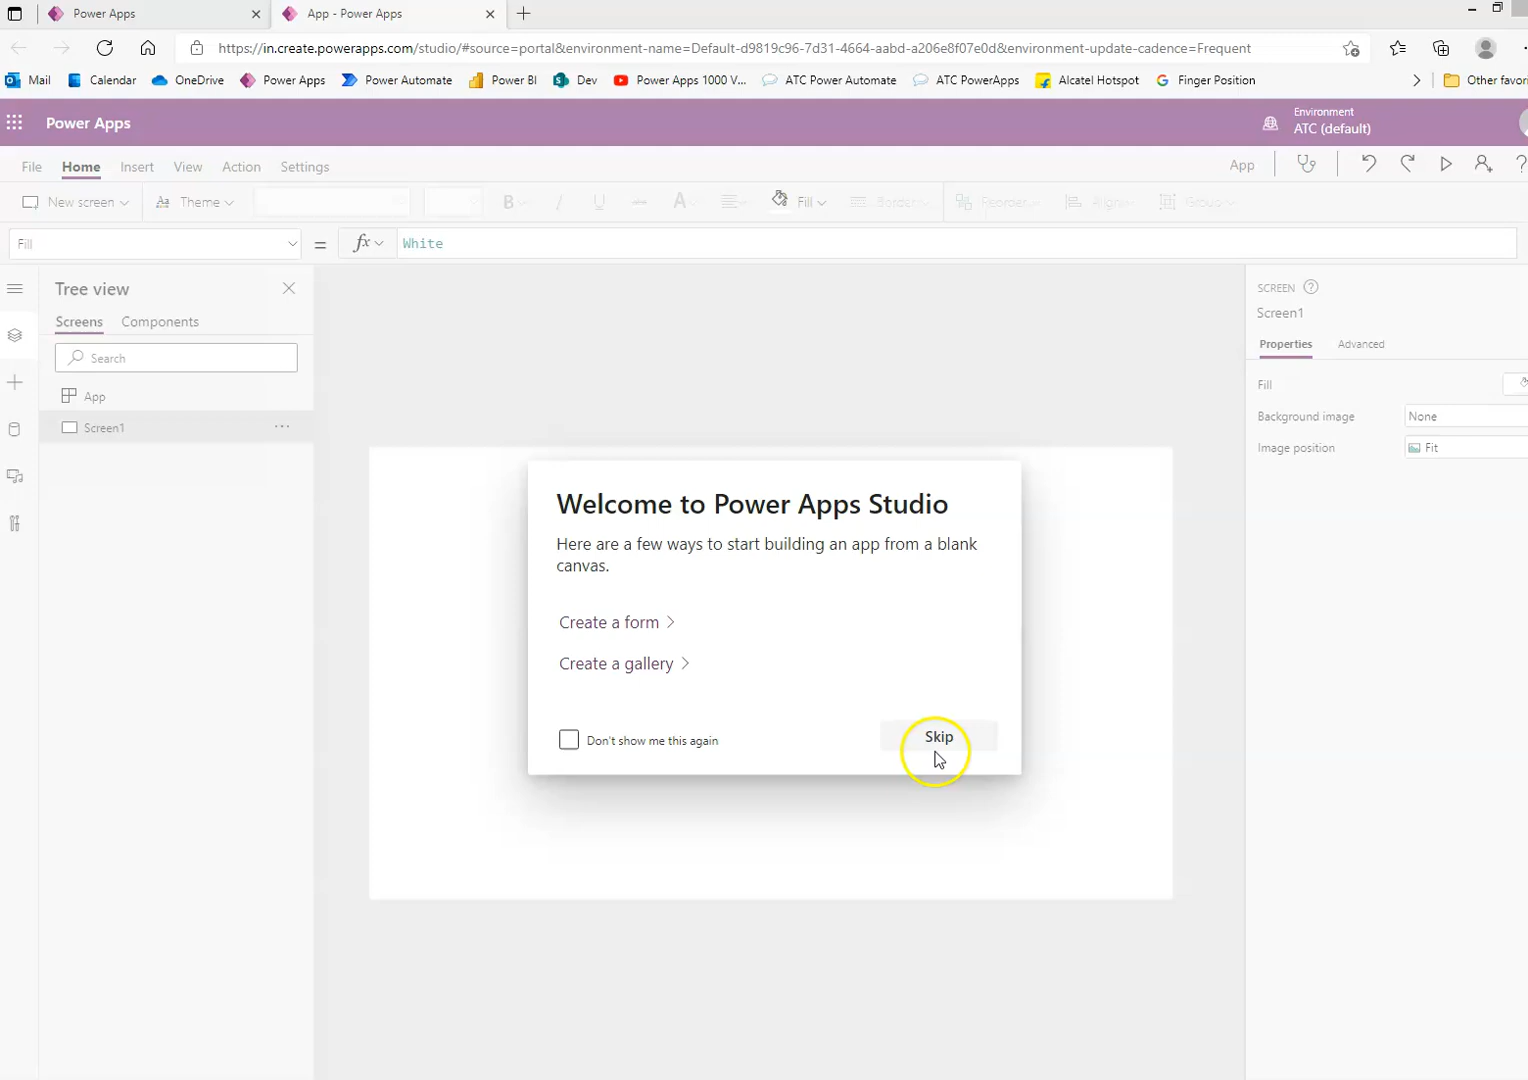 Power Apps
App - Power Apps
https://in.create.powerapps.com/studio/#source=portal&environment-name=Default-d9819c96-7d31-4664-aabd-a206e8f07e0d&environment-update-cadence=Frequent
Mail Calendar OneDrive Power Apps Power Automate Power BI Dev Power Apps 1000 V... ATC Power Automate ATC PowerApps Alcatel Hotspot Finger Position Other favori
Power Apps
Environment
ATC (default)
File Home Insert View Action Settings App
New screen Theme B I U A Fill Border Reorder Align Group
Fill = fx White
Tree view
Screens Components
Search
App
Screen1
SCREEN
Screen1
Properties Advanced
Fill
Background image None
Image position Fit
Welcome to Power Apps Studio
Here are a few ways to start building an app from a blank
canvas.
Create a form
Create a gallery
Don't show me this again
Skip